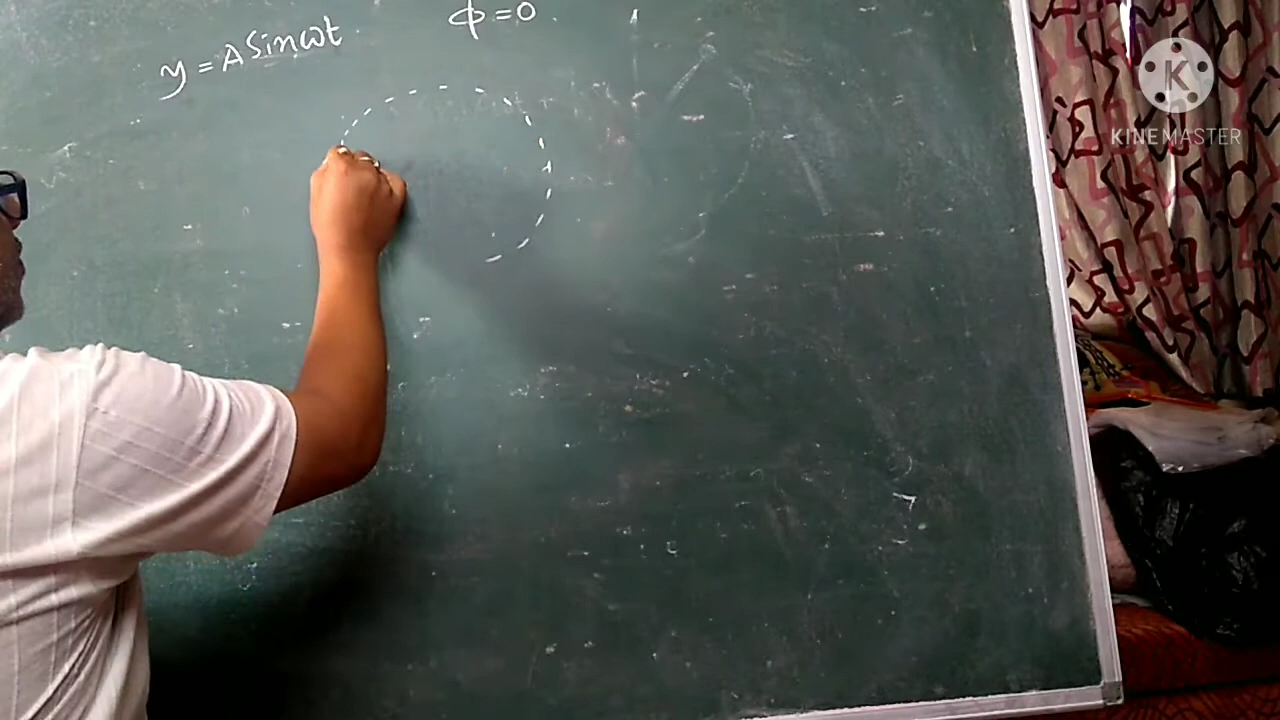 y = A Sin ωt
ϕ = 0
K
KINEMASTER